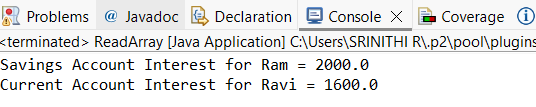 Problems @ Javadoc Declaration Console Coverage
<terminated> ReadArray [Java Application] C:\Users\SRINITHI R\.p2\pool\plugins
Savings Account Interest for Ram = 2000.0
Current Account Interest for Ravi = 1600.0